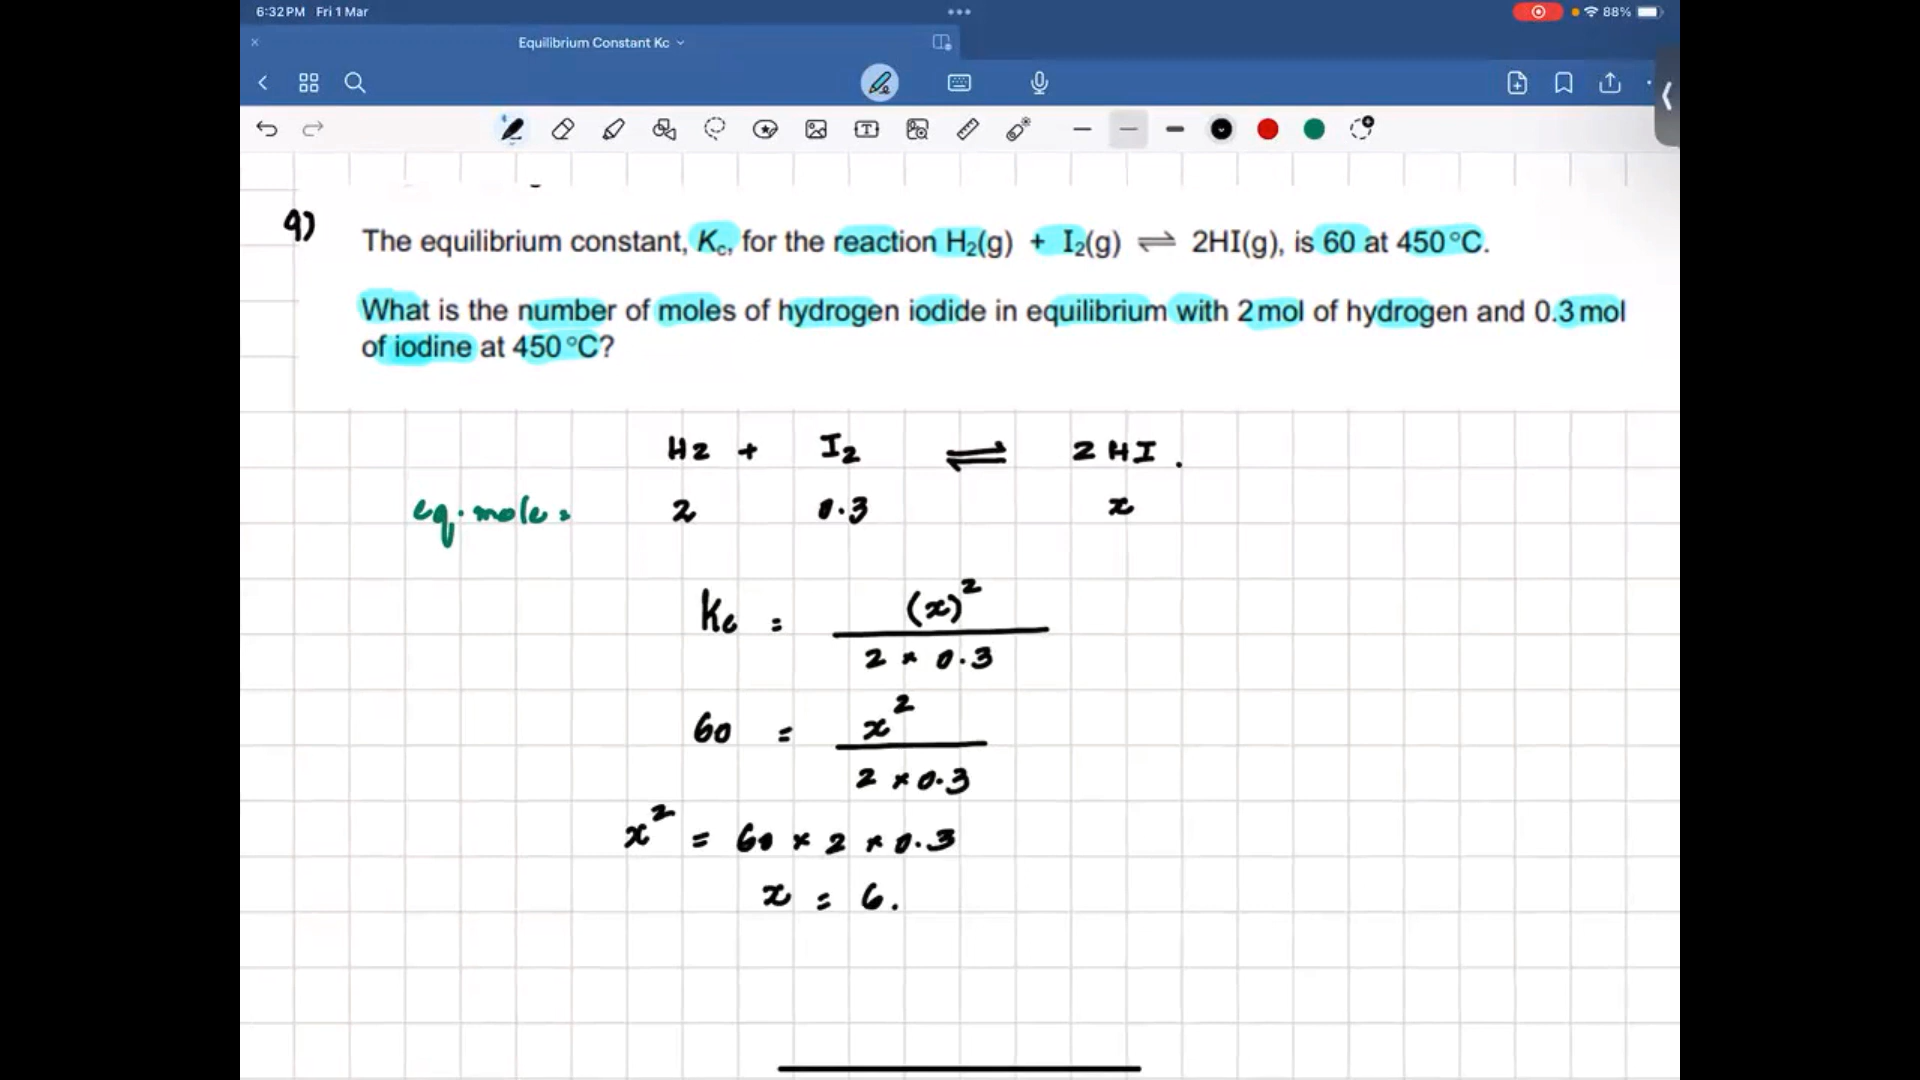 6:32 PM Fri 1 Mar
88%
Equilibrium Constant Kc
9)
The equilibrium constant, Kc, for the reaction H₂(g) + I₂(g) ⇌ 2HI(g), is 60 at 450 °C.
What is the number of moles of hydrogen iodide in equilibrium with 2 mol of hydrogen and 0.3 mol
of iodine at 450 °C?
H2 + I2 ⇌ 2HI.
eq. mole = 2 0.3 x
Kc = (x)² / 2 × 0.3
60 = x² / 2 × 0.3
x² = 60 × 2 × 0.3
x = 6.